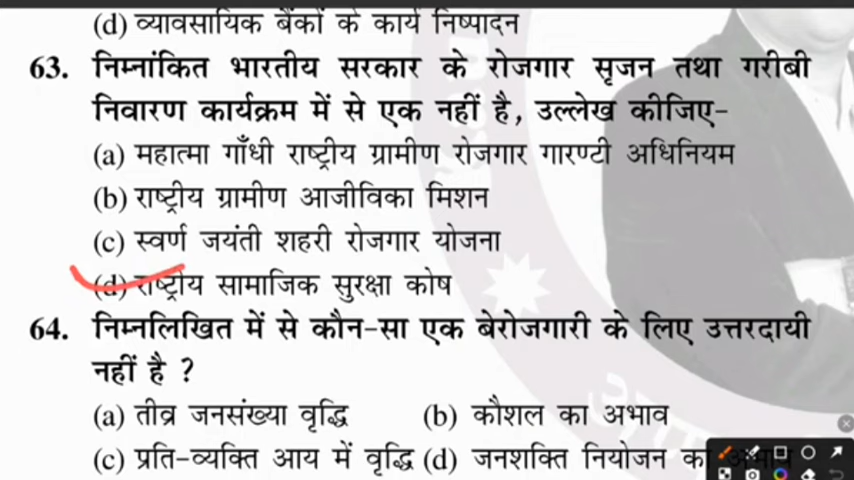 (d) व्यावसायिक बैंकों के कार्य निष्पादन
63. निम्नांकित भारतीय सरकार के रोजगार सृजन तथा गरीबी
निवारण कार्यक्रम में से एक नहीं है, उल्लेख कीजिए-
(a) महात्मा गाँधी राष्ट्रीय ग्रामीण रोजगार गारण्टी अधिनियम
(b) राष्ट्रीय ग्रामीण आजीविका मिशन
(c) स्वर्ण जयंती शहरी रोजगार योजना
(d) राष्ट्रीय सामाजिक सुरक्षा कोष
64. निम्नलिखित में से कौन-सा एक बेरोजगारी के लिए उत्तरदायी
नहीं है ?
(a) तीव्र जनसंख्या वृद्धि (b) कौशल का अभाव
(c) प्रति-व्यक्ति आय में वृद्धि (d) जनशक्ति नियोजन का